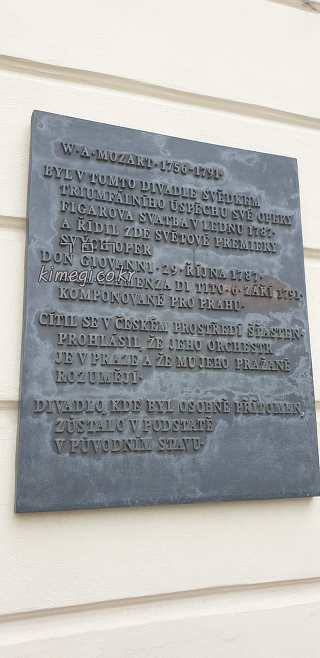 W·A·MOZART·1756-1791·
BYL V TOMTO DIVADLE SVĚDKEM
TRIUMFÁLNÍHO ÚSPĚCHU SVÉ OPERY
FIGAROVA SVATBA V LEDNU 1787·
A ŘÍDIL ZDE SVĚTOVÉ PREMIÉRY
SVÝCH OPER
DON GIOVANNI·29·ŘÍJNA 1787·
CLEMENZA DI TITO·6·ZÁŘÍ 1791·
kimegi.co.kr
KOMPONOVANÉ PRO PRAHU·
CÍTIL SE V ČESKÉM PROSTŘEDÍ ŠŤASTEN·
PROHLÁSIL, ŽE JEHO ORCHESTR
JE V PRAZE A ŽE MU JEHO PRAŽANÉ
ROZUMĚJÍ·
DIVADLO, KDE BYL OSOBNĚ PŘÍTOMEN,
ZŮSTALO V PODSTATĚ
V PŮVODNÍM STAVU·